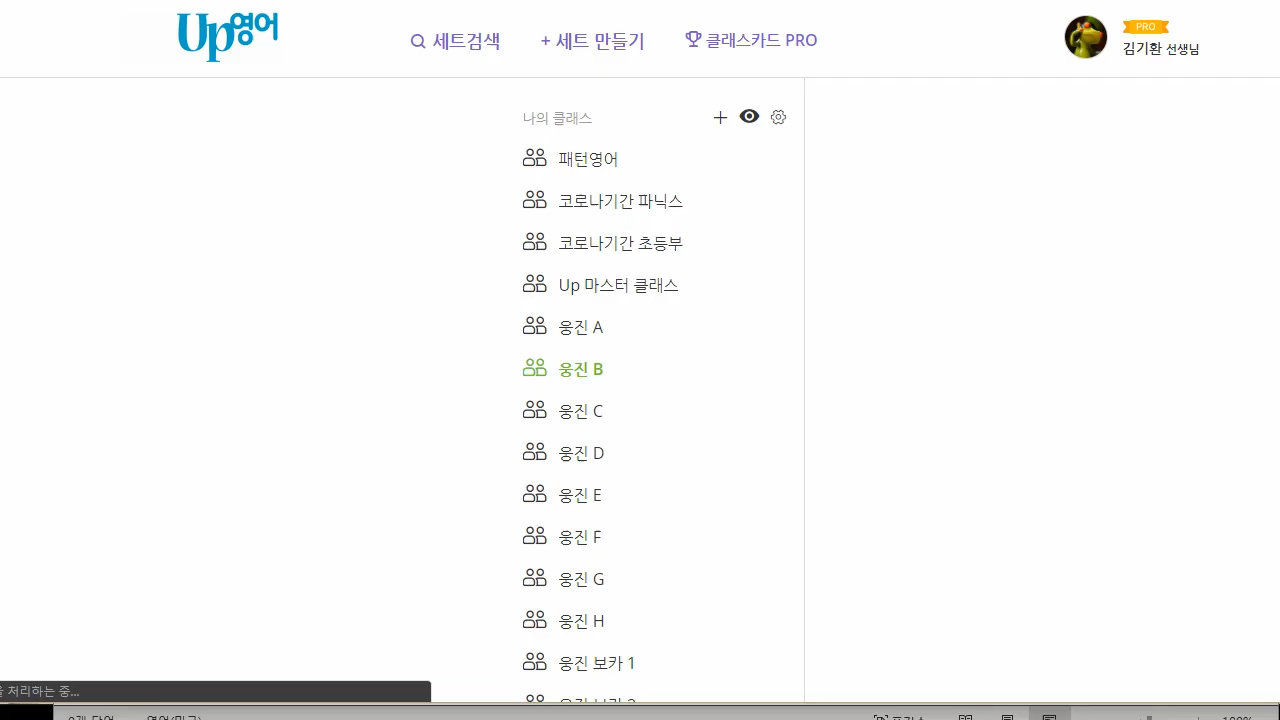 Up영어
세트검색
+ 세트 만들기
클래스카드 PRO
PRO
김기환 선생님
나의 클래스
패턴영어
코로나기간 파닉스
코로나기간 초등부
Up 마스터 클래스
웅진 A
웅진 B
웅진 C
웅진 D
웅진 E
웅진 F
웅진 G
웅진 H
웅진 보카 1
처리하는 중...